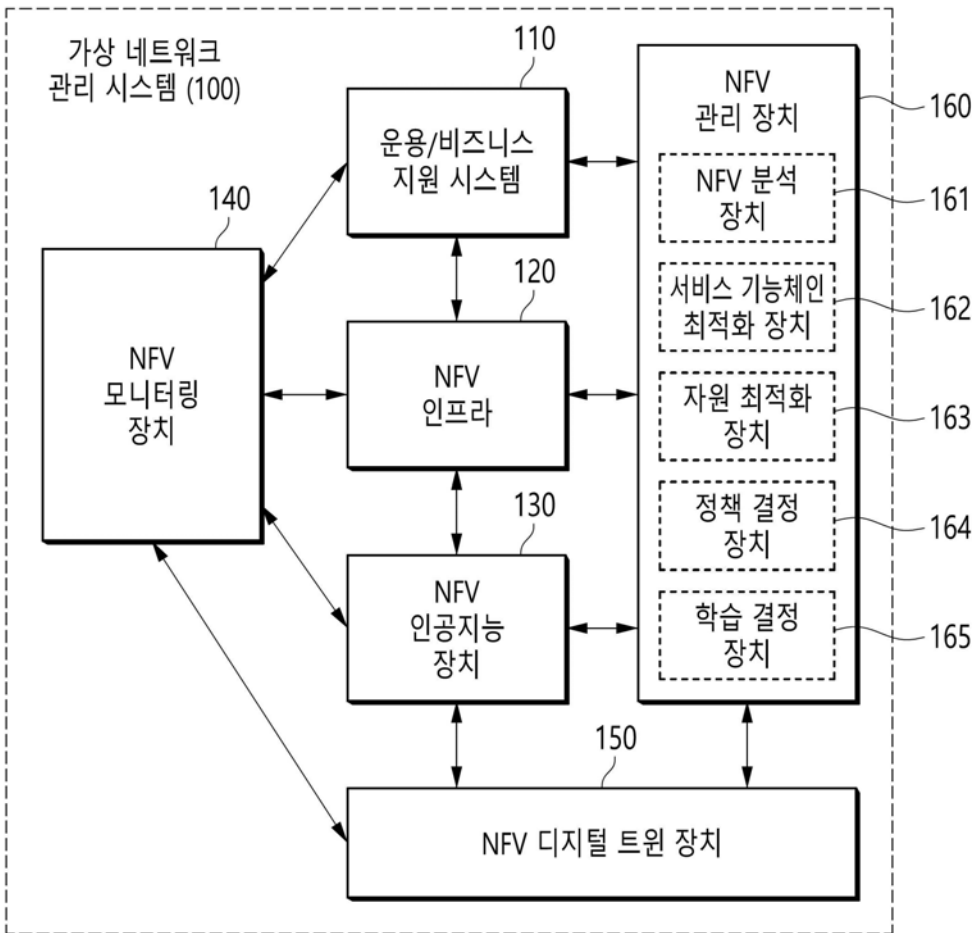 가상 네트워크
관리 시스템 (100)
110
운용/비즈니스
지원 시스템
NFV
관리 장치
160
NFV 분석
장치
161
서비스 기능체인
최적화 장치
162
자원 최적화
장치
163
정책 결정
장치
164
학습 결정
장치
165
140
NFV
모니터링
장치
120
NFV
인프라
130
NFV
인공지능
장치
150
NFV 디지털 트윈 장치